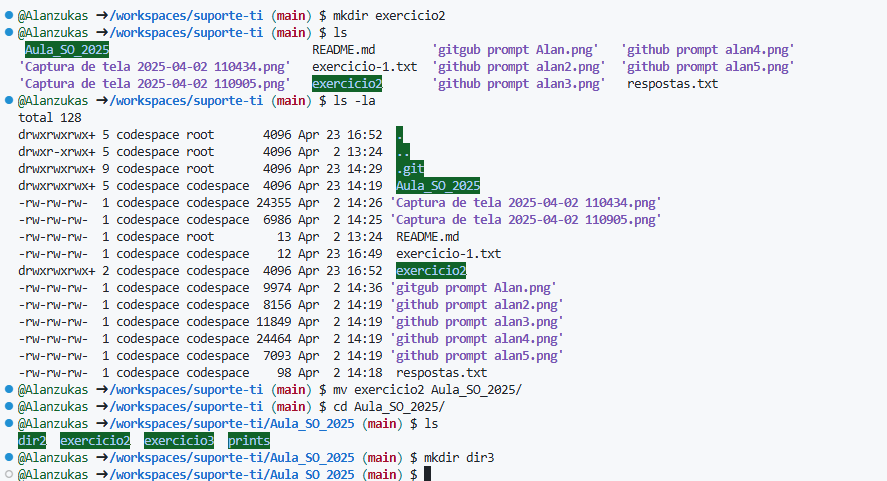 @Alanzukas ➜/workspaces/suporte-ti (main) $ mkdir exercicio2
@Alanzukas ➜/workspaces/suporte-ti (main) $ ls
Aula_SO_2025 README.md 'gitgub prompt Alan.png' 'github prompt alan4.png'
'Captura de tela 2025-04-02 110434.png' exercicio-1.txt 'github prompt alan2.png' 'github prompt alan5.png'
'Captura de tela 2025-04-02 110905.png' exercicio2 'github prompt alan3.png' respostas.txt
@Alanzukas ➜/workspaces/suporte-ti (main) $ ls -la
total 128
drwxrwxrwx+ 5 codespace root 4096 Apr 23 16:52 .
drwxr-xrwx+ 5 codespace root 4096 Apr 2 13:24 ..
drwxrwxrwx+ 9 codespace root 4096 Apr 23 14:29 .git
drwxrwxrwx+ 5 codespace codespace 4096 Apr 23 14:19 Aula_SO_2025
-rw-rw-rw- 1 codespace codespace 24355 Apr 2 14:26 'Captura de tela 2025-04-02 110434.png'
-rw-rw-rw- 1 codespace codespace 6986 Apr 2 14:25 'Captura de tela 2025-04-02 110905.png'
-rw-rw-rw- 1 codespace root 13 Apr 2 13:24 README.md
-rw-rw-rw- 1 codespace codespace 12 Apr 23 16:49 exercicio-1.txt
drwxrwxrwx+ 2 codespace codespace 4096 Apr 23 16:52 exercicio2
-rw-rw-rw- 1 codespace codespace 9974 Apr 2 14:36 'gitgub prompt Alan.png'
-rw-rw-rw- 1 codespace codespace 8156 Apr 2 14:19 'github prompt alan2.png'
-rw-rw-rw- 1 codespace codespace 11849 Apr 2 14:19 'github prompt alan3.png'
-rw-rw-rw- 1 codespace codespace 24464 Apr 2 14:19 'github prompt alan4.png'
-rw-rw-rw- 1 codespace codespace 7093 Apr 2 14:19 'github prompt alan5.png'
-rw-rw-rw- 1 codespace codespace 98 Apr 2 14:18 respostas.txt
@Alanzukas ➜/workspaces/suporte-ti (main) $ mv exercicio2 Aula_SO_2025/
@Alanzukas ➜/workspaces/suporte-ti (main) $ cd Aula_SO_2025/
@Alanzukas ➜/workspaces/suporte-ti/Aula_SO_2025 (main) $ ls
dir2 exercicio2 exercicio3 prints
@Alanzukas ➜/workspaces/suporte-ti/Aula_SO_2025 (main) $ mkdir dir3
@Alanzukas ➜/workspaces/suporte-ti/Aula_SO_2025 (main) $